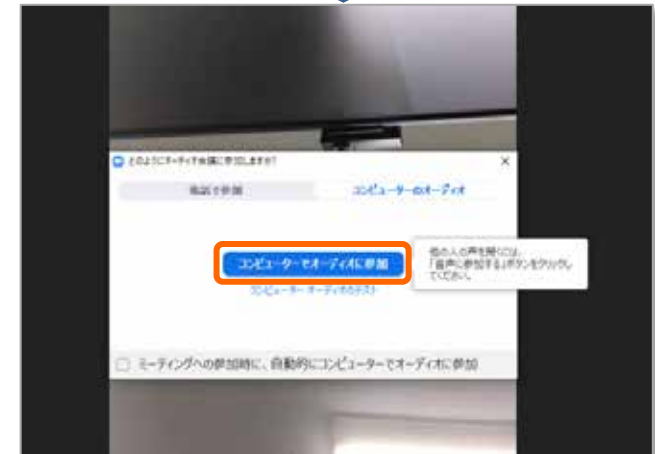 どのようにオーディオ会議に参加しますか?
電話で参加
コンピューターのオーディオ
コンピューターでオーディオに参加
他の人の声を聞くには、
「音声に参加する」ボタンをクリックし
てください。
コンピューター オーディオのテスト
ミーティングへの参加時に、自動的にコンピューターでオーディオに参加